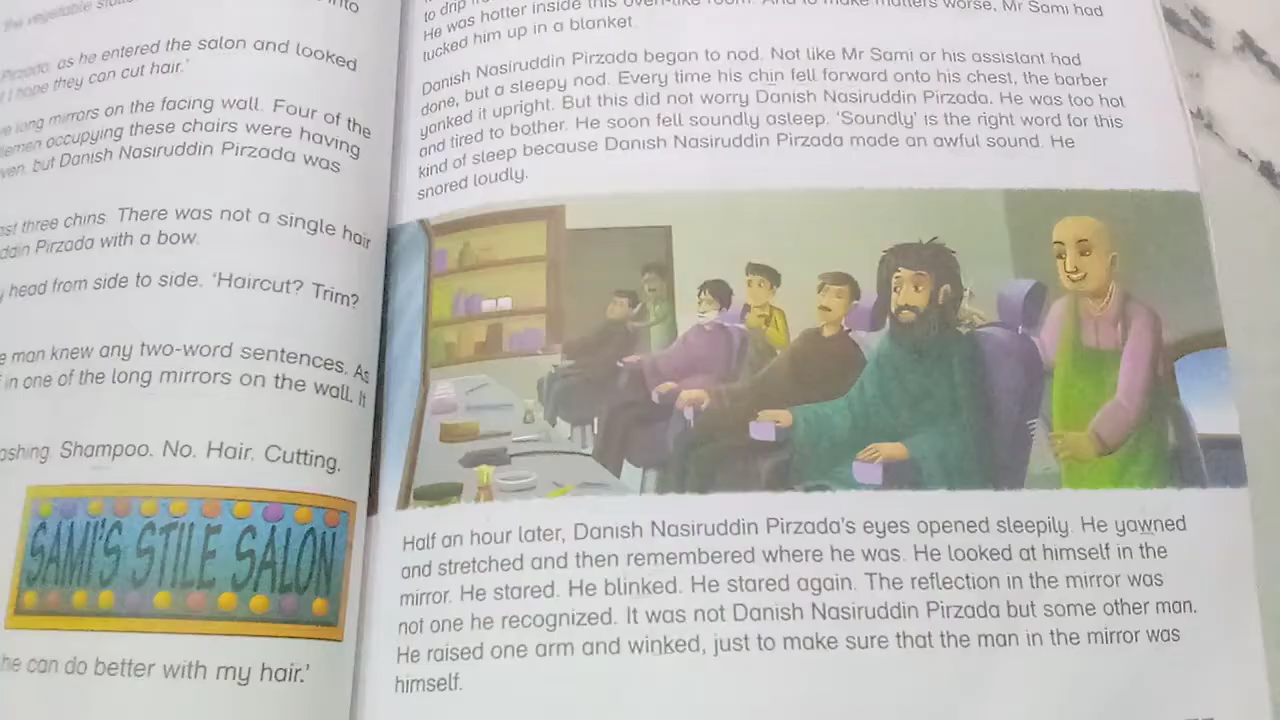 the vegetable
Pirzada, as he entered the salon and looked
I hope they can cut hair.'
long mirrors on the facing wall. Four of the
occupying these chairs were having
but Danish Nasiruddin Pirzada was
three chins. There was not a single hair
Pirzada with a bow.
head from side to side. 'Haircut? Trim?
man knew any two-word sentences. As
in one of the long mirrors on the wall. It
Shampoo. No. Hair. Cutting.
SAMI'S STILE SALON
he can do better with my hair.'
to drip
He was hotter inside this oven-like room. And to make matters worse, Mr Sami had
tucked him up in a blanket.
Danish Nasiruddin Pirzada began to nod. Not like Mr Sami or his assistant had
done, but a sleepy nod. Every time his chin fell forward onto his chest, the barber
yanked it upright. But this did not worry Danish Nasiruddin Pirzada. He was too hot
and tired to bother. He soon fell soundly asleep. 'Soundly' is the right word for this
kind of sleep because Danish Nasiruddin Pirzada made an awful sound. He
snored loudly.
Half an hour later, Danish Nasiruddin Pirzada's eyes opened sleepily. He yawned
and stretched and then remembered where he was. He looked at himself in the
mirror. He stared. He blinked. He stared again. The reflection in the mirror was
not one he recognized. It was not Danish Nasiruddin Pirzada but some other man.
He raised one arm and winked, just to make sure that the man in the mirror was
himself.